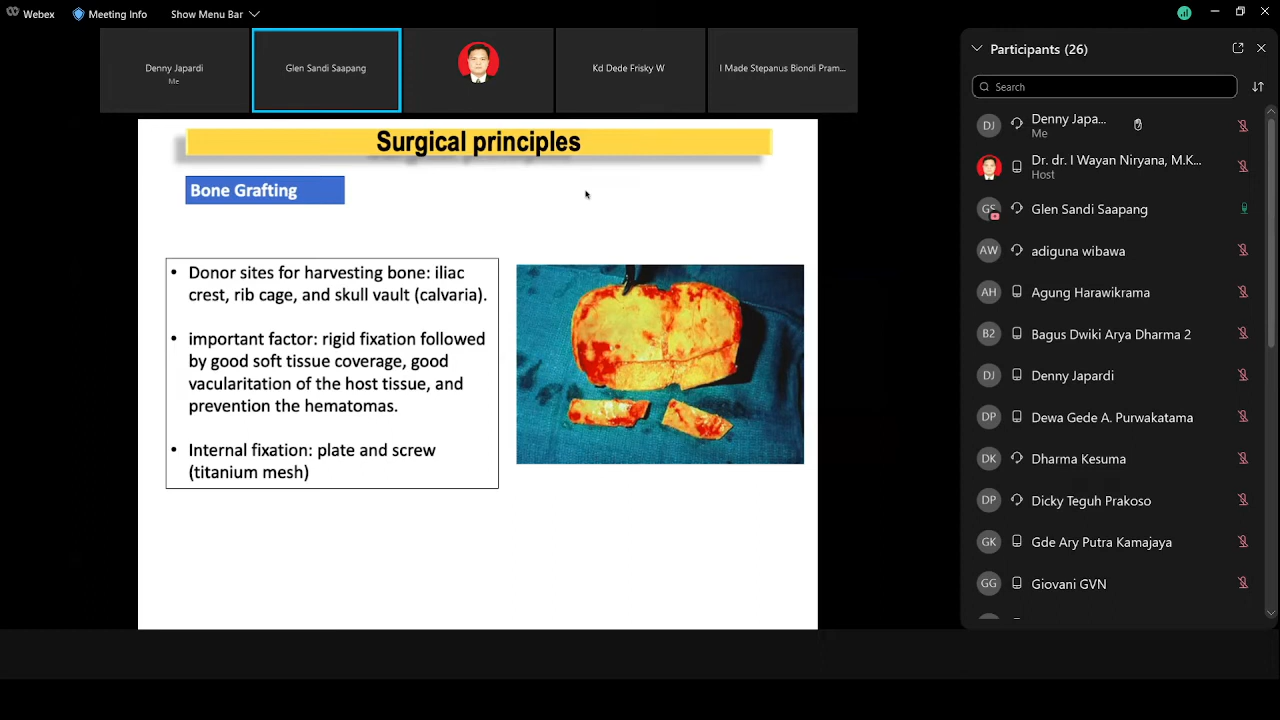 Webex
Meeting Info
Show Menu Bar
Denny Japardi
Me
Glen Sandi Saapang
Kd Dede Frisky W
I Made Stepanus Biondi Pram...
Surgical principles
Bone Grafting
• Donor sites for harvesting bone: iliac
crest, rib cage, and skull vault (calvaria).
• important factor: rigid fixation followed
by good soft tissue coverage, good
vacularitation of the host tissue, and
prevention the hematomas.
• Internal fixation: plate and screw
(titanium mesh)
Participants (26)
Search
DJ Denny Japa...
Me
Dr. dr. I Wayan Niryana, M.K...
Host
GS Glen Sandi Saapang
AW adiguna wibawa
AH Agung Harawikrama
B2 Bagus Dwiki Arya Dharma 2
DJ Denny Japardi
DP Dewa Gede A. Purwakatama
DK Dharma Kesuma
DP Dicky Teguh Prakoso
GK Gde Ary Putra Kamajaya
GG Giovani GVN